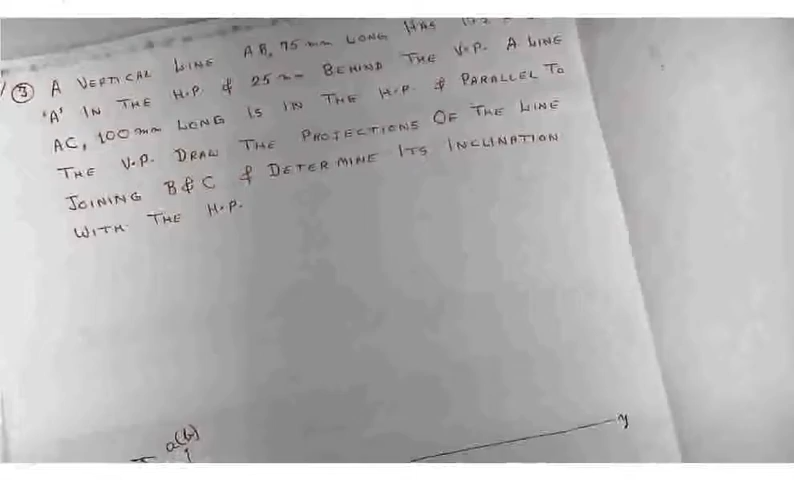 ③ A VERTICAL LINE AB, 75 mm LONG HAS ITS
'A' IN THE H.P. & 25 mm BEHIND THE V.P. A LINE
AC, 100 mm LONG IS IN THE H.P. & PARALLEL TO
THE V.P. DRAW THE PROJECTIONS OF THE LINE
JOINING B & C & DETERMINE ITS INCLINATION
WITH THE H.P.
a(b)
y